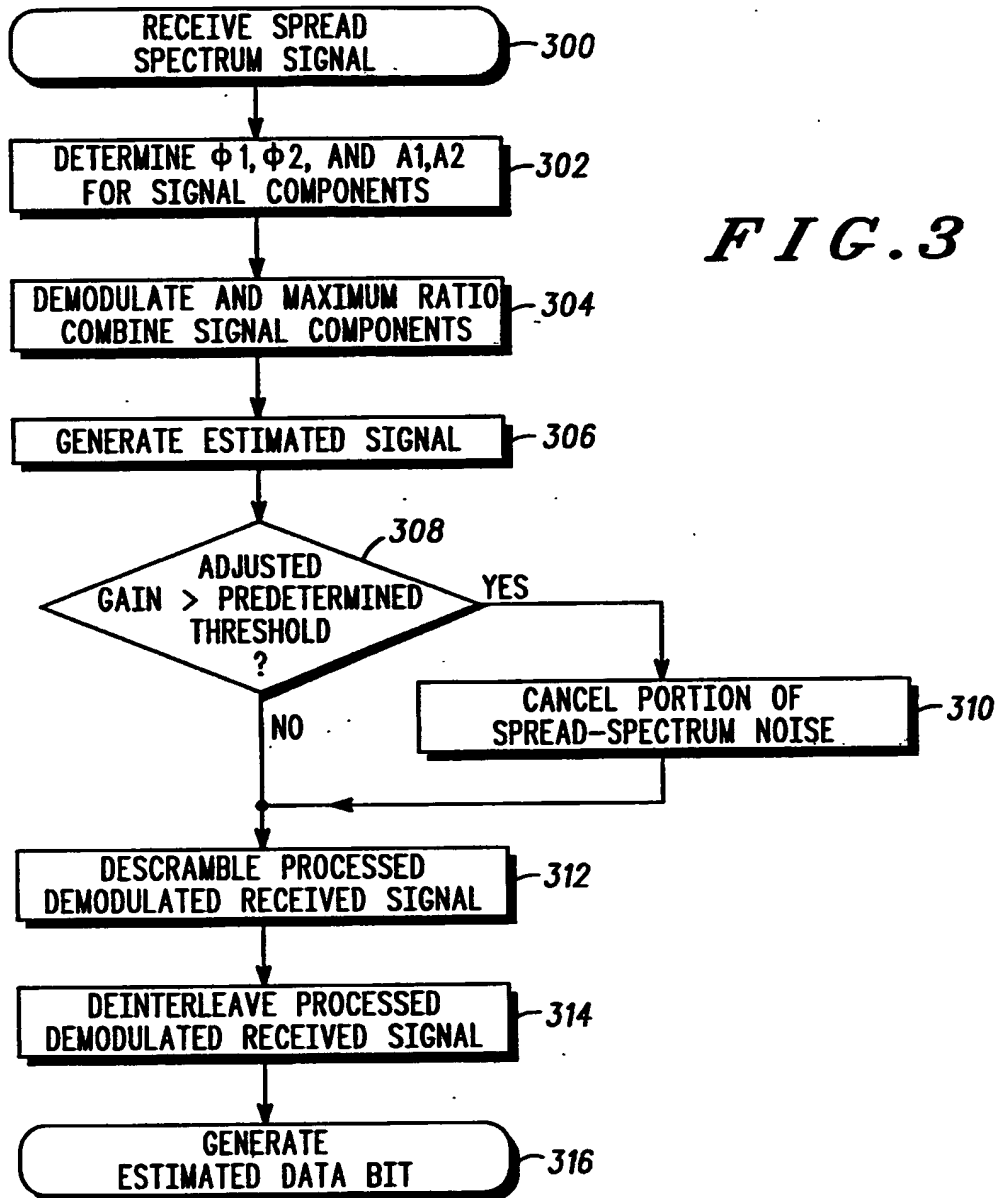 RECEIVE SPREAD
SPECTRUM SIGNAL
300
DETERMINE Φ1, Φ2, AND A1,A2
FOR SIGNAL COMPONENTS
302
FIG.3
DEMODULATE AND MAXIMUM RATIO
COMBINE SIGNAL COMPONENTS
304
GENERATE ESTIMATED SIGNAL
306
308
ADJUSTED
GAIN > PREDETERMINED
THRESHOLD
?
YES
NO
CANCEL PORTION OF
SPREAD-SPECTRUM NOISE
310
DESCRAMBLE PROCESSED
DEMODULATED RECEIVED SIGNAL
312
DEINTERLEAVE PROCESSED
DEMODULATED RECEIVED SIGNAL
314
GENERATE
ESTIMATED DATA BIT
316